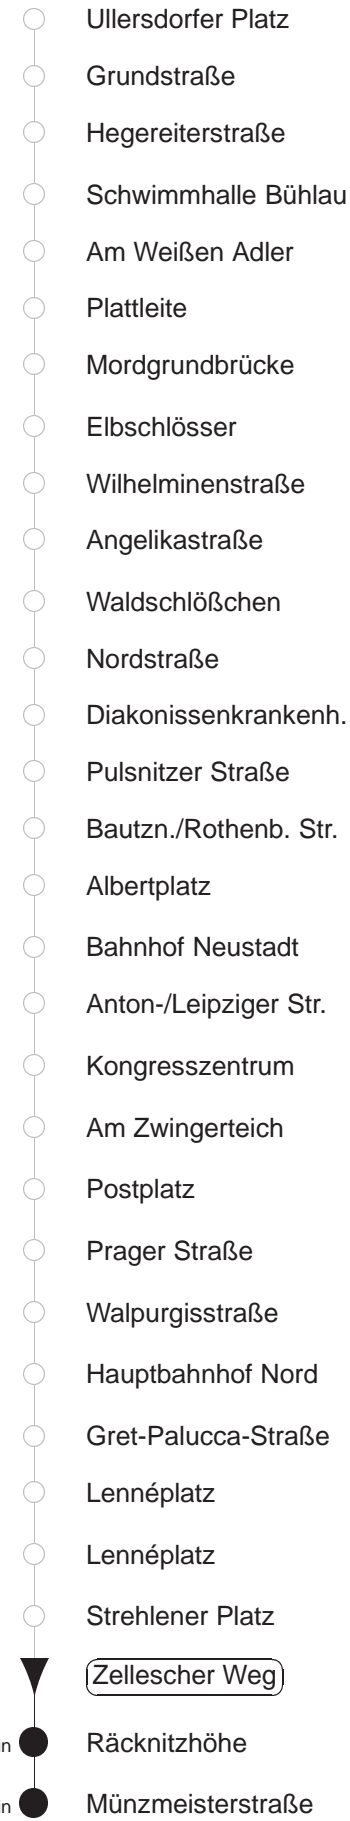 Ullersdorfer Platz
Grundstraße
Hegereiterstraße
Schwimmhalle Bühlau
Am Weißen Adler
Plattleite
Mordgrundbrücke
Elbschlösser
Wilhelminenstraße
Angelikastraße
Waldschlößchen
Nordstraße
Diakonissenkrankenh.
Pulsnitzer Straße
Bautzn./Rothenb. Str.
Albertplatz
Bahnhof Neustadt
Anton-/Leipziger Str.
Kongresszentrum
Am Zwingerteich
Postplatz
Prager Straße
Walpurgisstraße
Hauptbahnhof Nord
Gret-Palucca-Straße
Lennéplatz
Lennéplatz
Strehlener Platz
Zellescher Weg
in Räcknitzhöhe
in Münzmeisterstraße